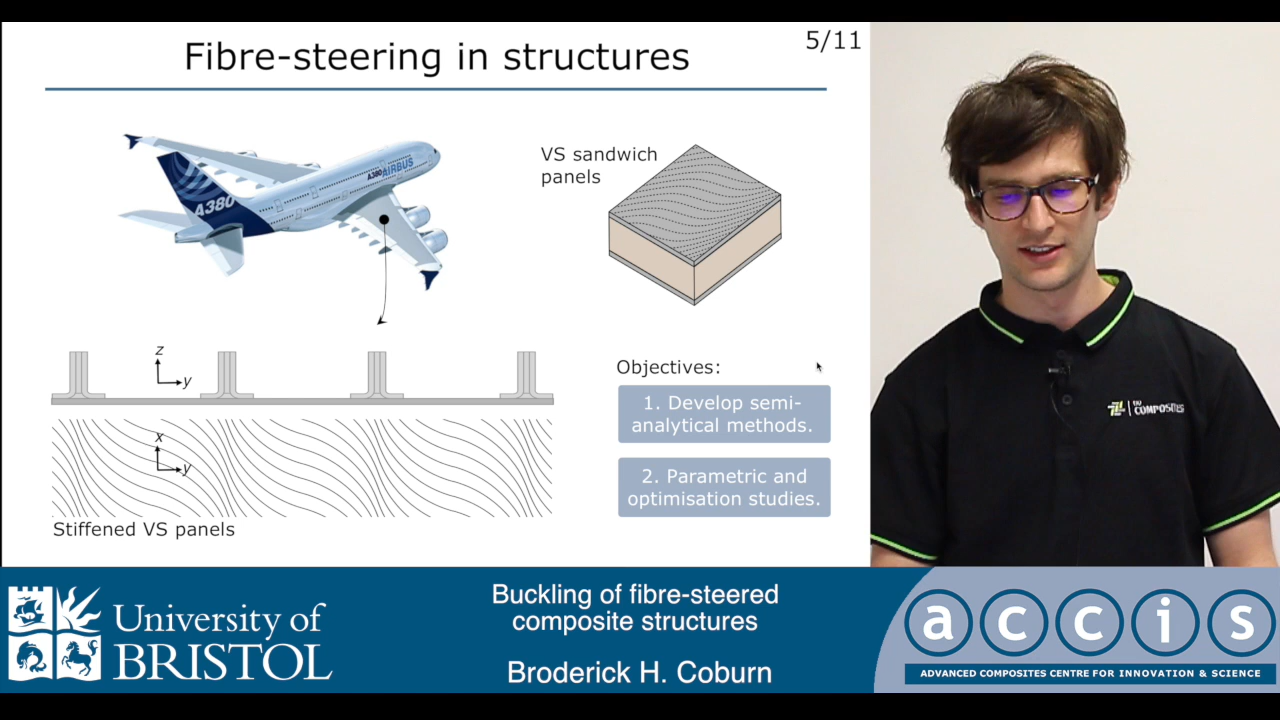 5/11
Fibre-steering in structures
A380 AIRBUS
A380
VS sandwich
panels
z
y
x
y
Stiffened VS panels
Objectives:
1. Develop semi-
analytical methods.
2. Parametric and
optimisation studies.
COMPOSITES
University of
BRISTOL
Buckling of fibre-steered
composite structures
Broderick H. Coburn
accis
ADVANCED COMPOSITES CENTRE FOR INNOVATION & SCIENCE